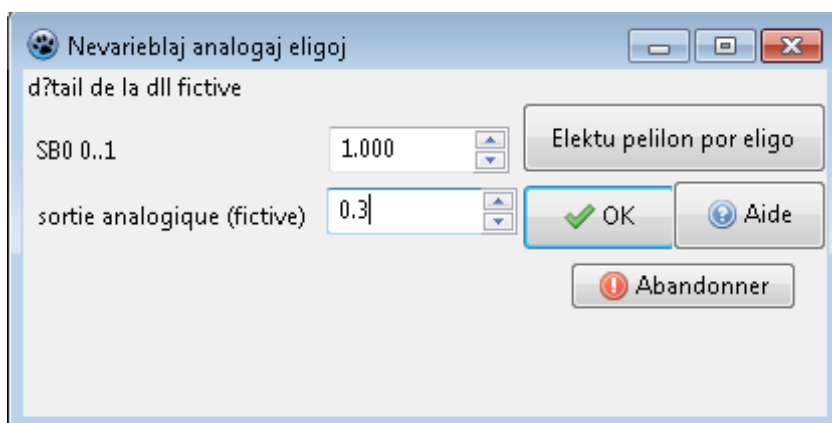 Nevarieblaj analogaj eligoj
d?tail de la dll fictive
SB0 0..1
1.000
Elektu pelilon por eligo
sortie analogique (fictive)
0.3
OK
Aide
Abandonner